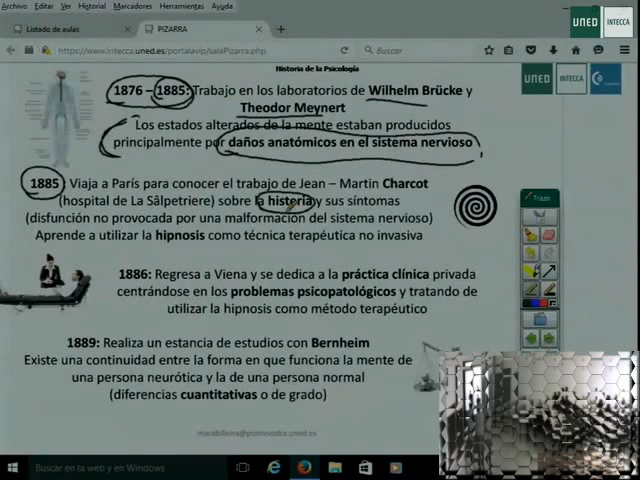 Archivo Editar Ver Historial Marcadores Herramientas Ayuda
Listado de aulas
PIZARRA
https://www.intecca.uned.es/portalavip/salaPizarra.php
Buscar
UNED
INTECCA
Historia de la Psicología
UNED
INTECCA
1876 – 1885: Trabajo en los laboratorios de Wilhelm Brücke y
Theodor Meynert
Los estados alterados de la mente estaban producidos
principalmente por daños anatómicos en el sistema nervioso
1885: Viaja a París para conocer el trabajo de Jean – Martin Charcot
(hospital de La Sâlpetriere) sobre la histeria y sus síntomas
(disfunción no provocada por una malformación del sistema nervioso)
Aprende a utilizar la hipnosis como técnica terapéutica no invasiva
Trazo
1886: Regresa a Viena y se dedica a la práctica clínica privada
centrándose en los problemas psicopatológicos y tratando de
utilizar la hipnosis como método terapéutico
1889: Realiza un estancia de estudios con Bernheim
Existe una continuidad entre la forma en que funciona la mente de
una persona neurótica y la de una persona normal
(diferencias cuantitativas o de grado)
Buscar en la web y en Windows